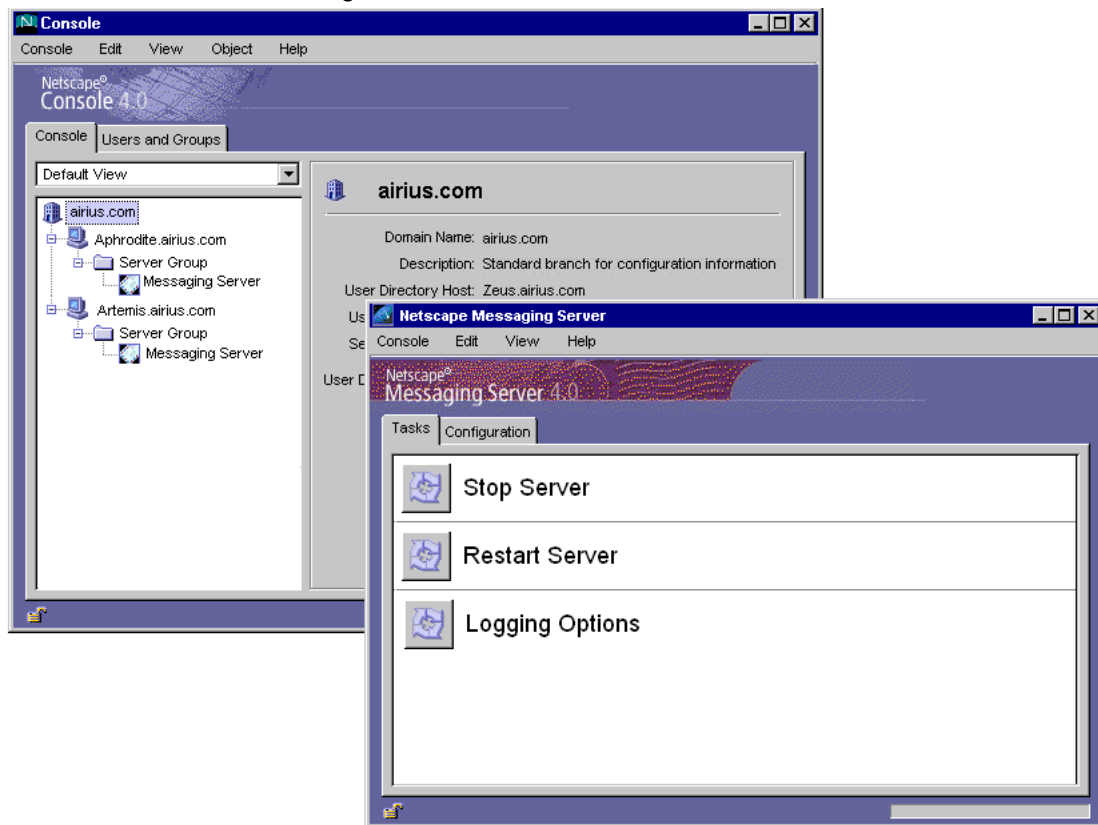 Console
Console Edit View Object Help
Netscape®
Console 4.0
Console Users and Groups
Default View
airius.com
Aphrodite.airius.com
Server Group
Messaging Server
Artemis.airius.com
Server Group
Messaging Server
airius.com
Domain Name: airius.com
Description: Standard branch for configuration information
User Directory Host: Zeus.airius.com
Us
Se
User D
Netscape Messaging Server
Console Edit View Help
Netscape®
Messaging Server 4.0
Tasks Configuration
Stop Server
Restart Server
Logging Options